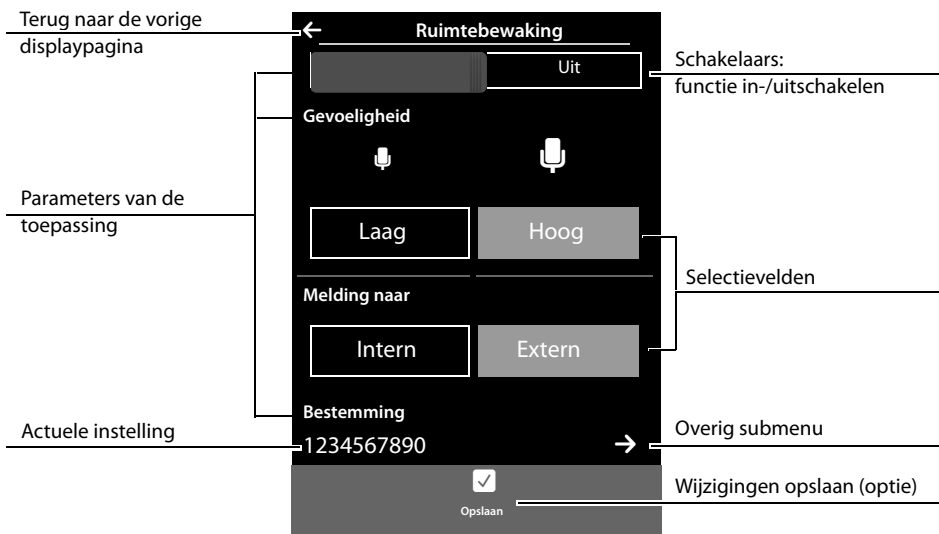 Terug naar de vorige
displaypagina
Ruimtebewaking
Uit
Schakelaars:
functie in-/uitschakelen
Gevoeligheid
Parameters van de
toepassing
Laag
Hoog
Selectievelden
Melding naar
Intern
Extern
Bestemming
Actuele instelling
1234567890
Overig submenu
Opslaan
Wijzigingen opslaan (optie)